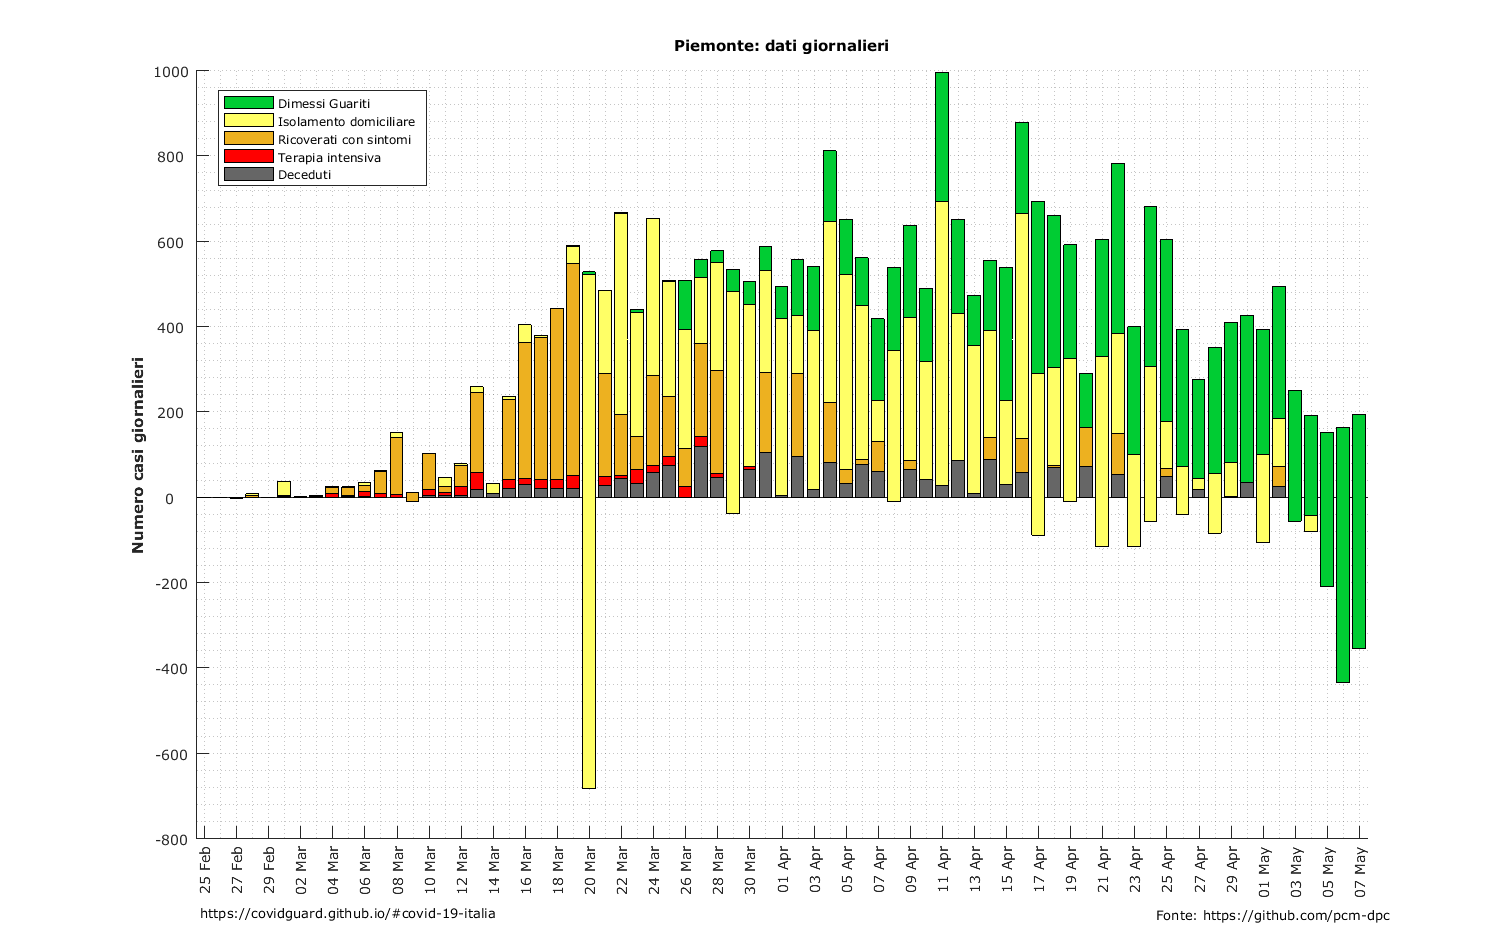 Piemonte: dati giornalieri
1000
800
600
400
200
0
-200
-400
-600
-800
Numero casi giornalieri
Dimessi Guariti
Isolamento domiciliare
Ricoverati con sintomi
Terapia intensiva
Deceduti
25 Feb
27 Feb
29 Feb
02 Mar
04 Mar
06 Mar
08 Mar
10 Mar
12 Mar
14 Mar
16 Mar
18 Mar
20 Mar
22 Mar
24 Mar
26 Mar
28 Mar
30 Mar
01 Apr
03 Apr
05 Apr
07 Apr
09 Apr
11 Apr
13 Apr
15 Apr
17 Apr
19 Apr
21 Apr
23 Apr
25 Apr
27 Apr
29 Apr
01 May
03 May
05 May
07 May
https://covidguard.github.io/#covid-19-italia
Fonte: https://github.com/pcm-dpc